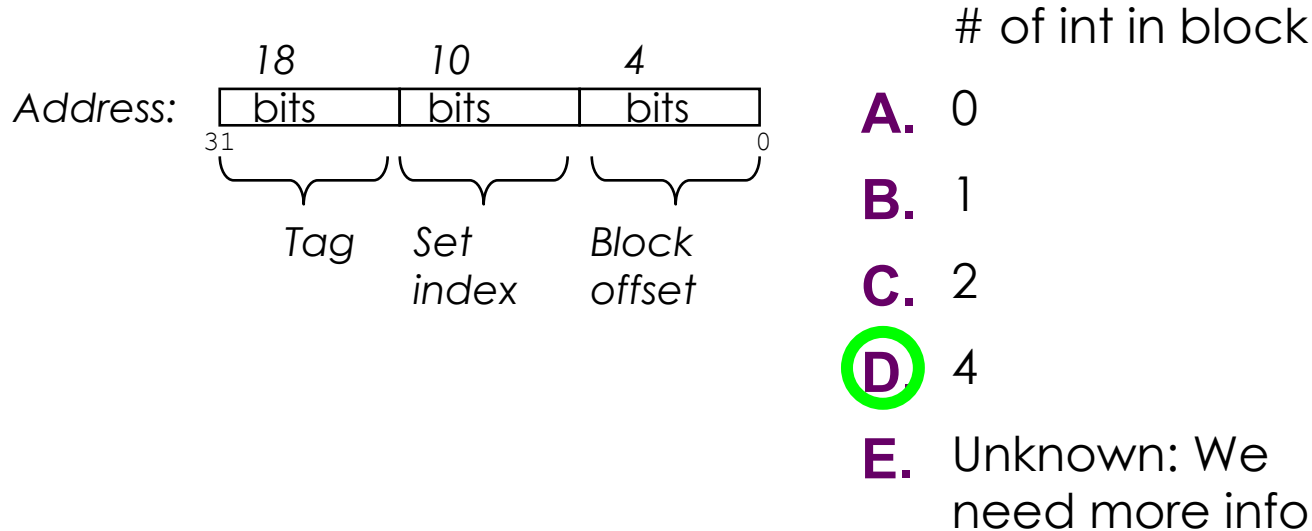 # of int in block
18 10 4
Address: bits bits bits
31 0
Tag Set Block
index offset
A. 0
B. 1
C. 2
D. 4
E. Unknown: We
need more info